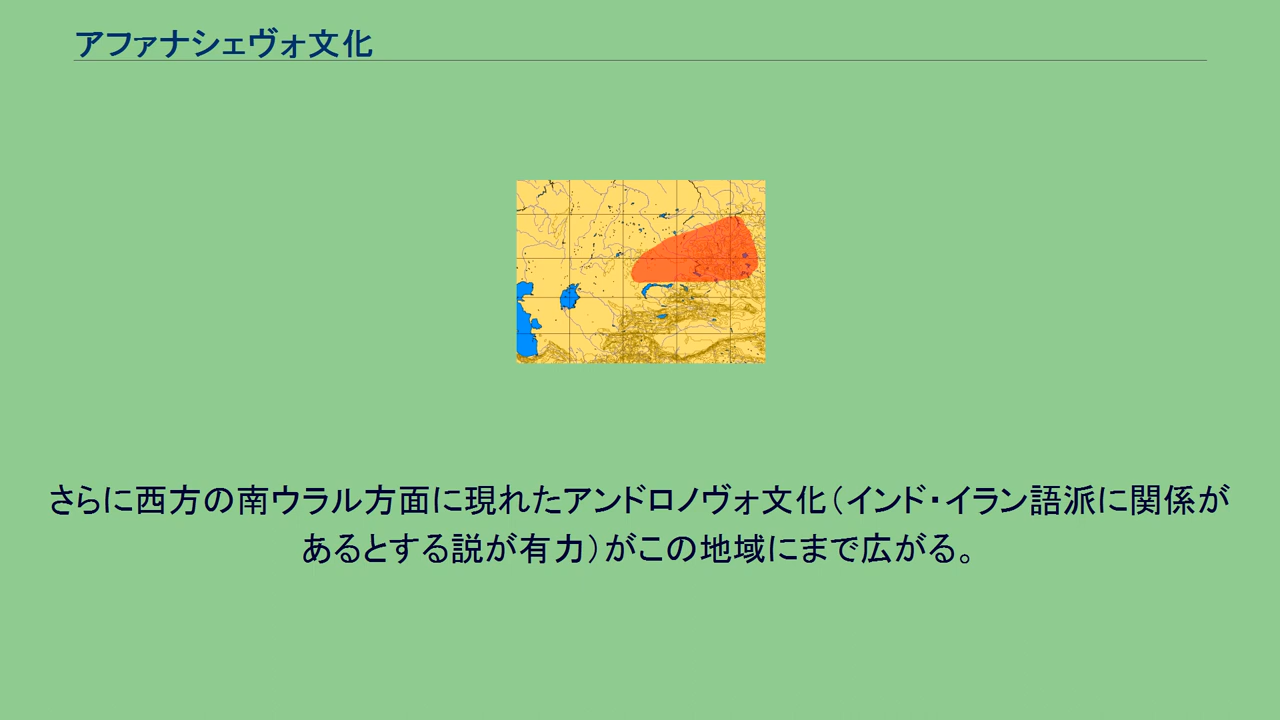 アファナシェヴォ文化
さらに西方の南ウラル方面に現れたアンドロノヴォ文化（インド・イラン語派に関係が
あるとする説が有力）がこの地域にまで広がる。